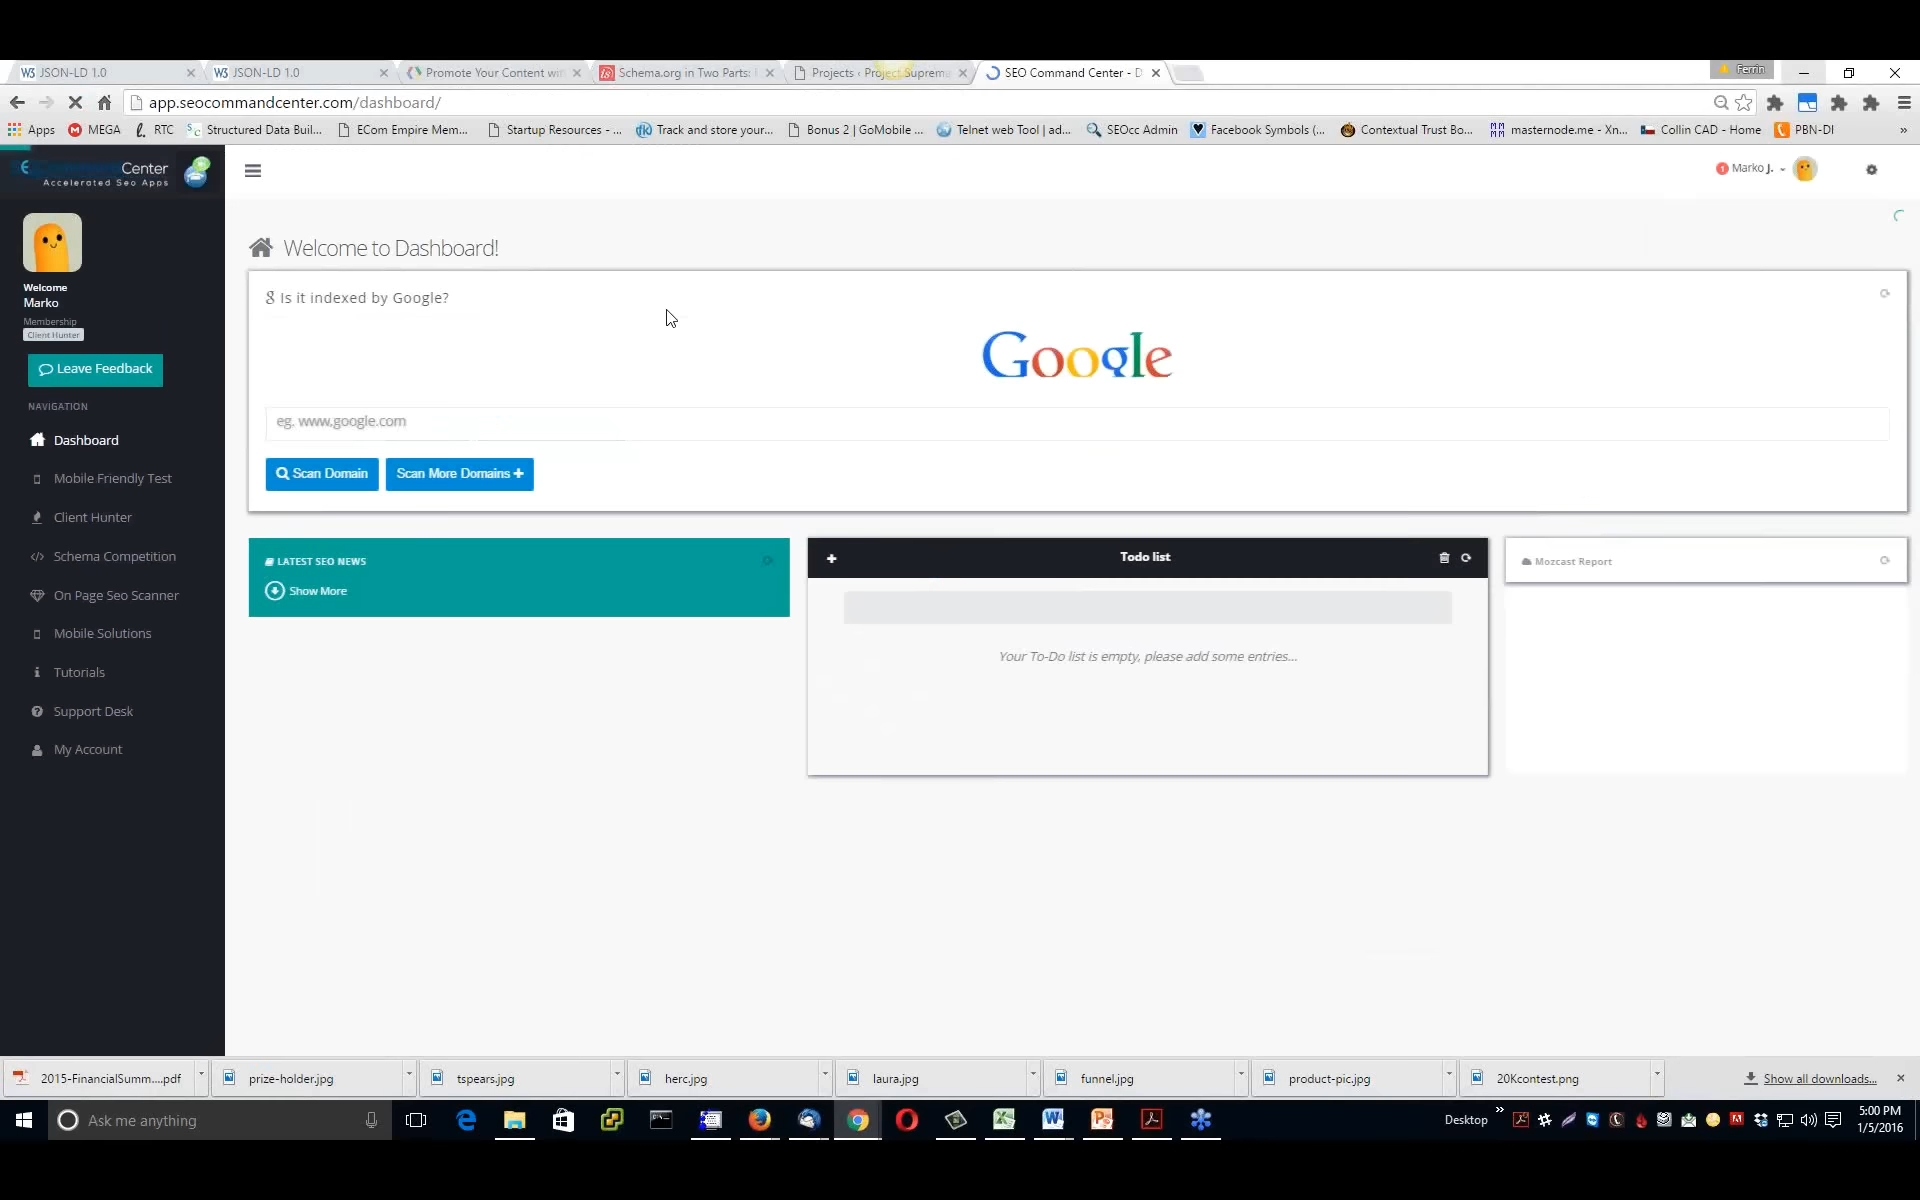 JSON-LD 1.0
JSON-LD 1.0
Promote Your Content wit
Schema.org in Two Parts:
Projects ‹ Project Suprema
SEO Command Center - D
Ferrin
app.seocommandcenter.com/dashboard/
Apps
MEGA
RTC
Structured Data Buil...
ECom Empire Mem...
Startup Resources - ...
Track and store your...
Bonus 2 | GoMobile ...
Telnet web Tool | ad...
SEOcc Admin
Facebook Symbols (...
Contextual Trust Bo...
masternode.me - Xn...
Collin CAD - Home
PBN-DI
»
Center
Accelerated Seo Apps
Marko J.
Welcome
Marko
Membership
Client Hunter
Leave Feedback
NAVIGATION
Dashboard
Mobile Friendly Test
Client Hunter
Schema Competition
On Page Seo Scanner
Mobile Solutions
Tutorials
Support Desk
My Account
Welcome to Dashboard!
Is it indexed by Google?
Google
eg. www.google.com
Scan Domain
Scan More Domains +
LATEST SEO NEWS
Show More
Todo list
Your To-Do list is empty, please add some entries...
Mozcast Report
2015-FinancialSumm....pdf
prize-holder.jpg
tspears.jpg
herc.jpg
laura.jpg
funnel.jpg
product-pic.jpg
20Kcontest.png
Show all downloads...
Ask me anything
Desktop
5:00 PM
1/5/2016